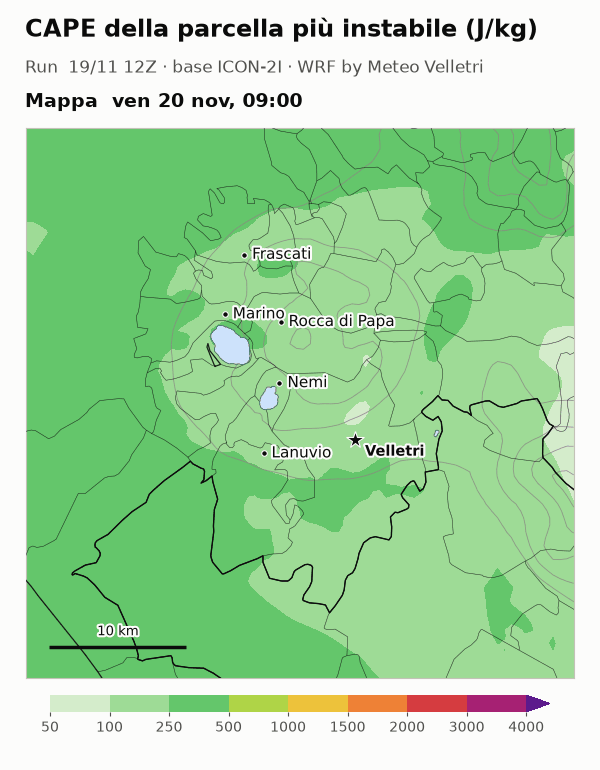 CAPE della parcella più instabile (J/kg)
Run  19/11 12Z · base ICON-2I · WRF by Meteo Velletri
Mappa  ven 20 nov, 09:00
Frascati
Marino
Rocca di Papa
Nemi
Velletri
Lanuvio
10 km
50 100 250 500 1000 1500 2000 3000 4000